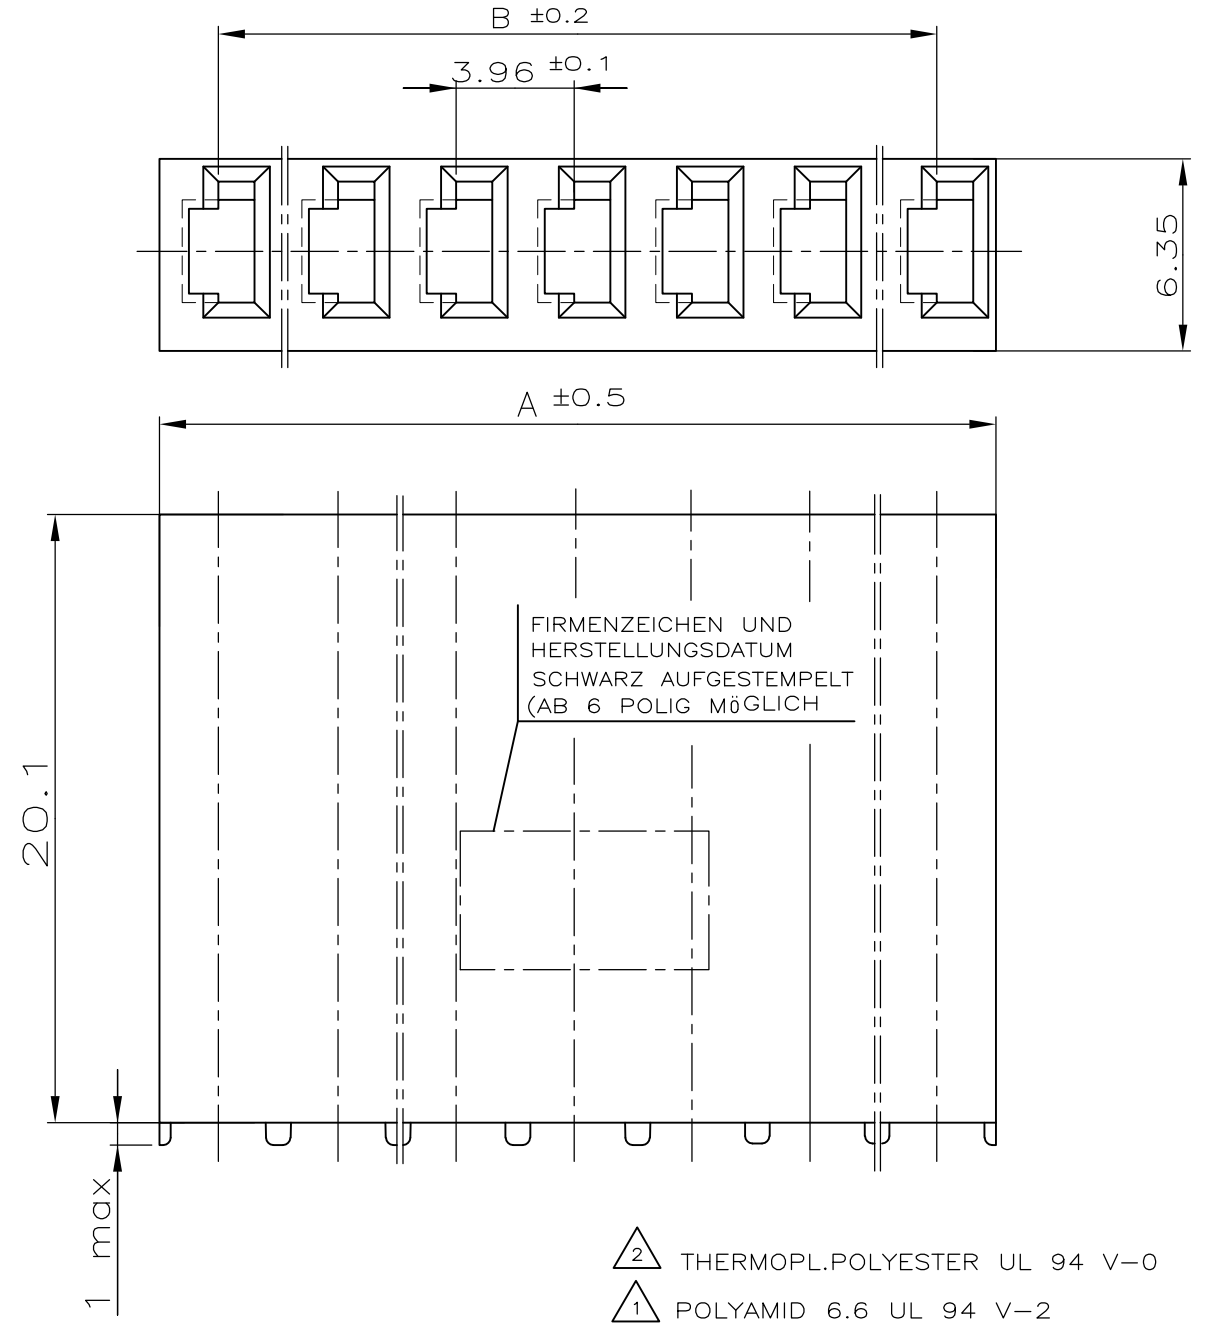 B ±0.2
3.96 ±0.1
6.35
A ±0.5
FIRMENZEICHEN UND
HERSTELLUNGSDATUM
SCHWARZ AUFGESTEMPELT
(AB 6 POLIG MöGLICH
20.1
1 max
2 THERMOPL.POLYESTER UL 94 V-0
1 POLYAMID 6.6 UL 94 V-2